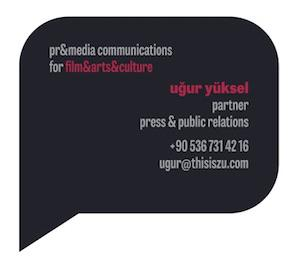 pr&media communications
for film&arts&culture
uğur yüksel
partner
press & public relations
+90 536 731 42 16
ugur@thisiszu.com